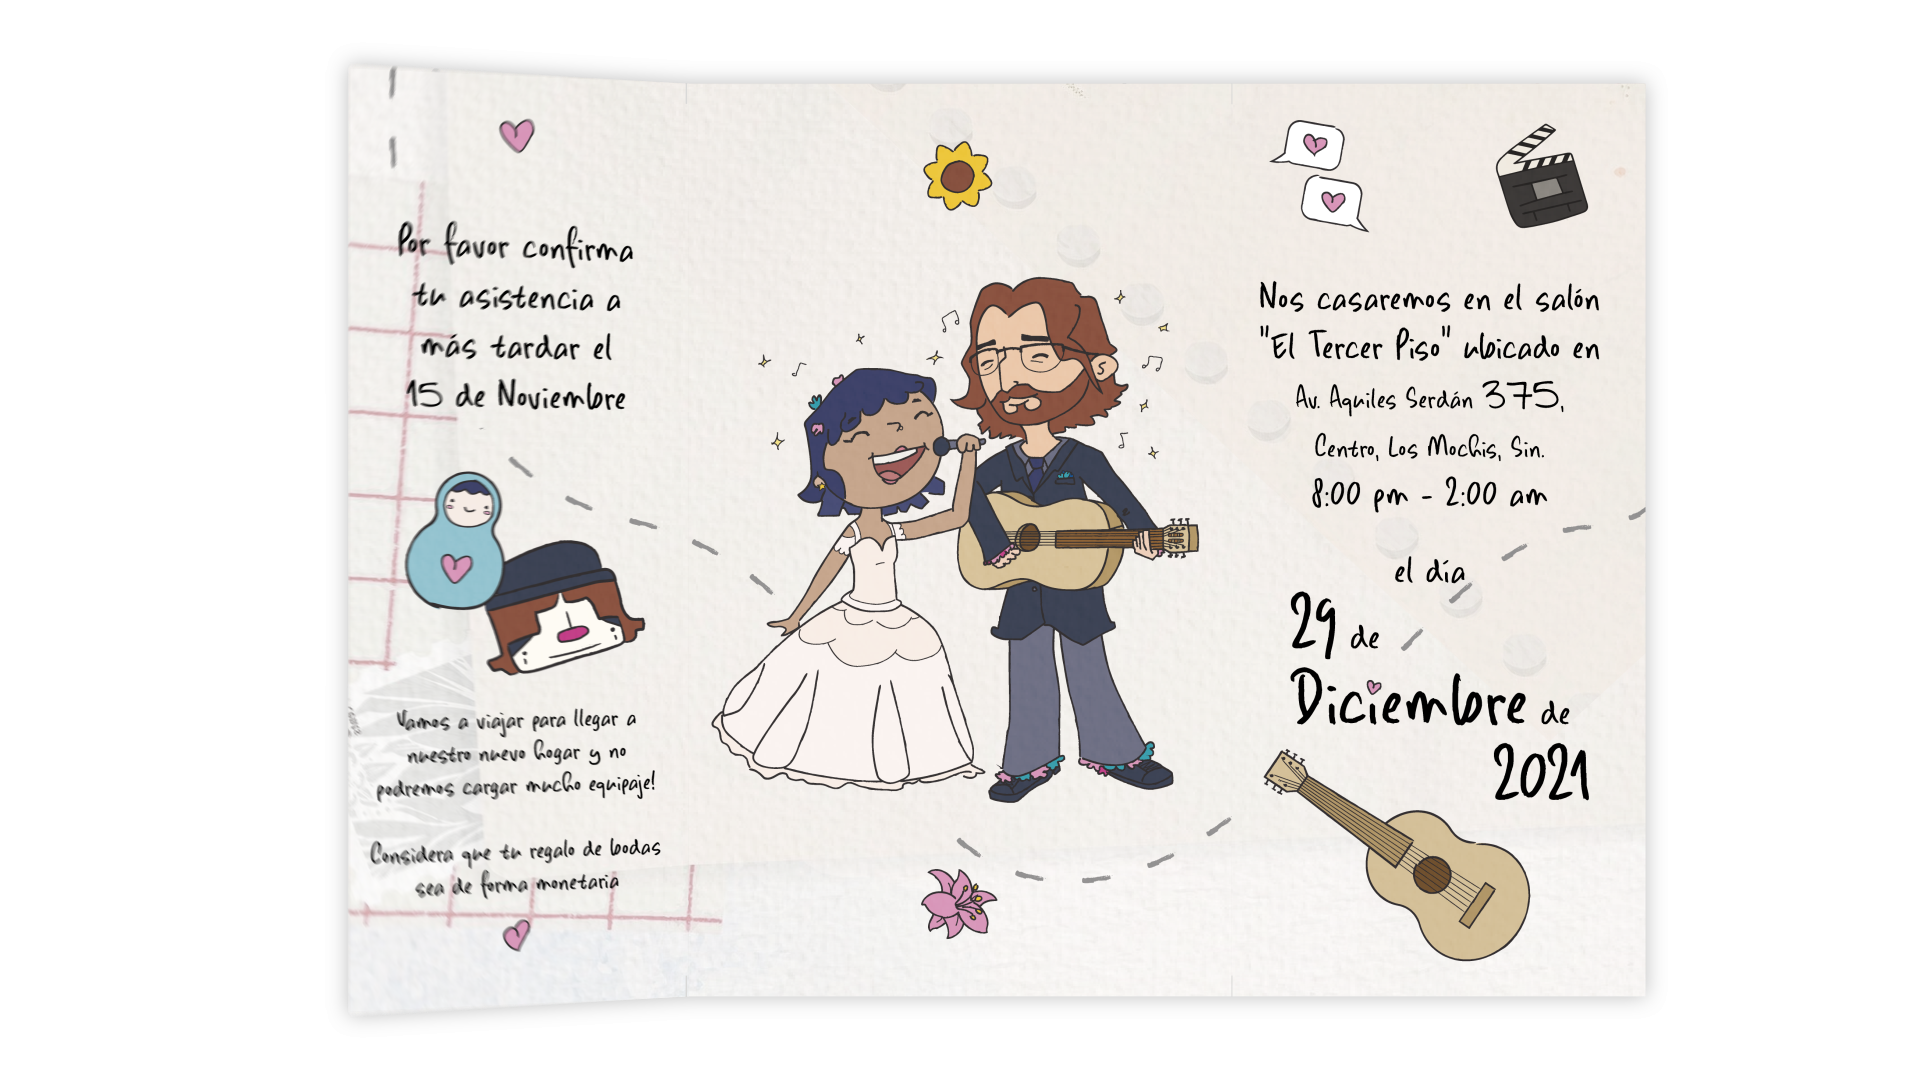 Por favor confirma
tu asistencia a
más tardar el
15 de Noviembre
Vamos a viajar para llegar a
nuestro nuevo hogar y no
podremos cargar mucho equipaje!
Considera que tu regalo de bodas
sea de forma monetaria
Nos casaremos en el salón
"El Tercer Piso" ubicado en
Av. Aquiles Serdán 375,
Centro, Los Mochis, Sin.
8:00 pm - 2:00 am
el día
29 de
Diciembre de
2021